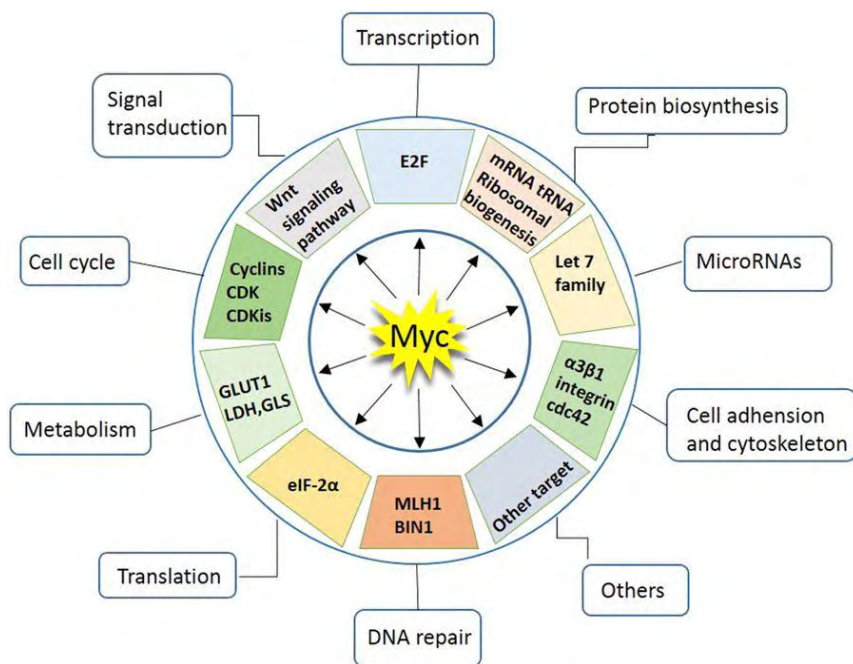 Transcription
Signal
transduction
Protein biosynthesis
E2F
mRNA tRNA
Ribosomal
biogenesis
Wnt
signaling
pathway
Cell cycle
Cyclins
CDK
CDKis
Let 7
family
MicroRNAs
Myc
GLUT1
LDH,GLS
α3β1
integrin
cdc42
Metabolism
Cell adhension
and cytoskeleton
eIF-2α
MLH1
BIN1
Other target
Translation
Others
DNA repair